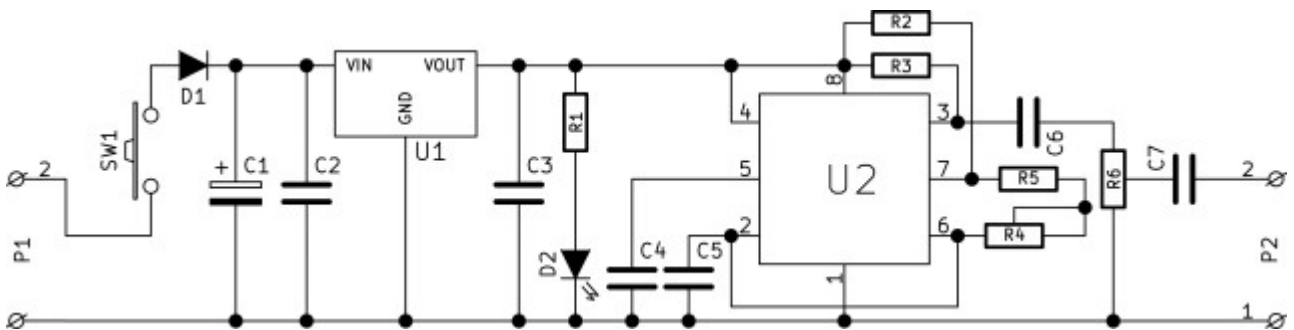 R2
R3
VIN VOUT
GND
U1
D1
SW1
2
P1
1
+ C1
C2
C3
R1
D2
C4
C5
8
4
3
5
7
2
6
1
U2
C6
R5
R4
R6
C7
2
P2
1